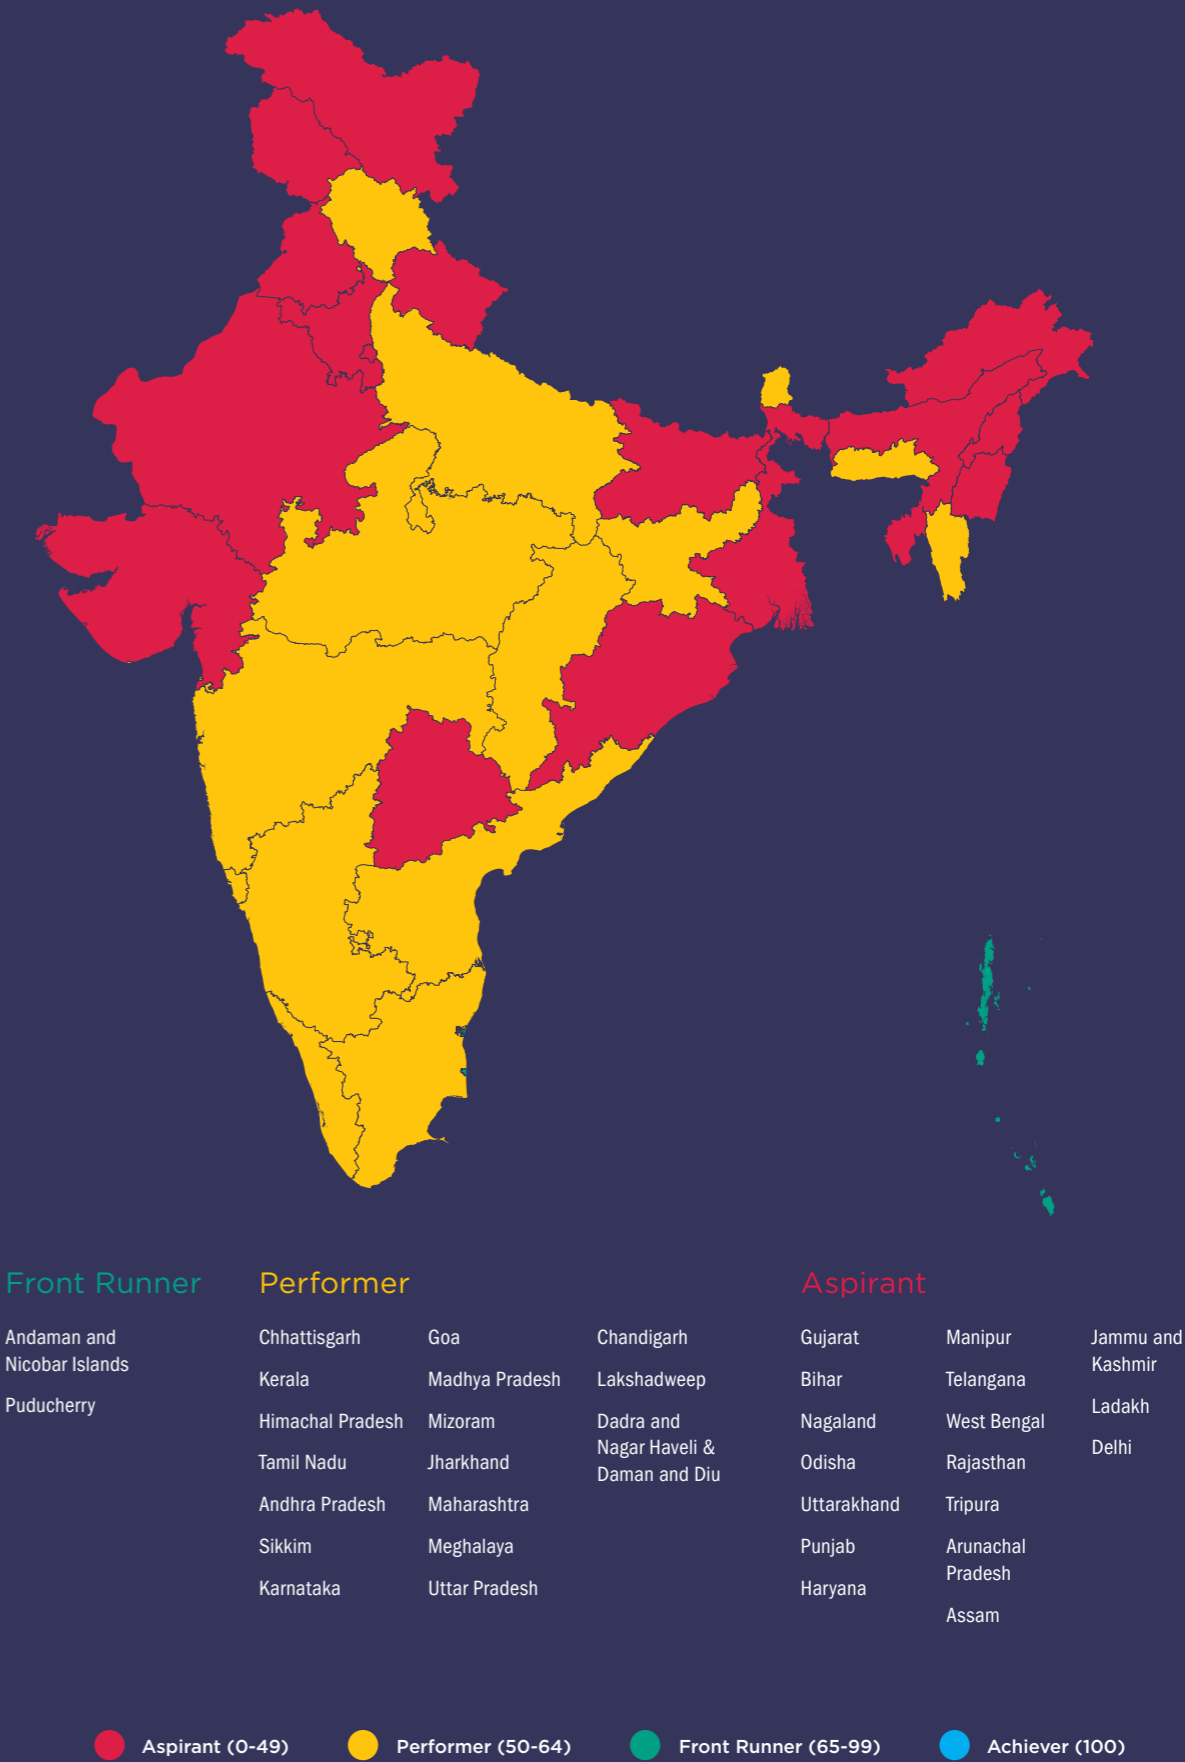 Front Runner
Andaman and
Nicobar Islands
Puducherry
Performer
Chhattisgarh
Kerala
Himachal Pradesh
Tamil Nadu
Andhra Pradesh
Sikkim
Karnataka
Goa
Madhya Pradesh
Mizoram
Jharkhand
Maharashtra
Meghalaya
Uttar Pradesh
Chandigarh
Lakshadweep
Dadra and
Nagar Haveli &
Daman and Diu
Aspirant
Gujarat
Bihar
Nagaland
Odisha
Uttarakhand
Punjab
Haryana
Manipur
Telangana
West Bengal
Rajasthan
Tripura
Arunachal
Pradesh
Assam
Jammu and
Kashmir
Ladakh
Delhi
Aspirant (0-49)
Performer (50-64)
Front Runner (65-99)
Achiever (100)